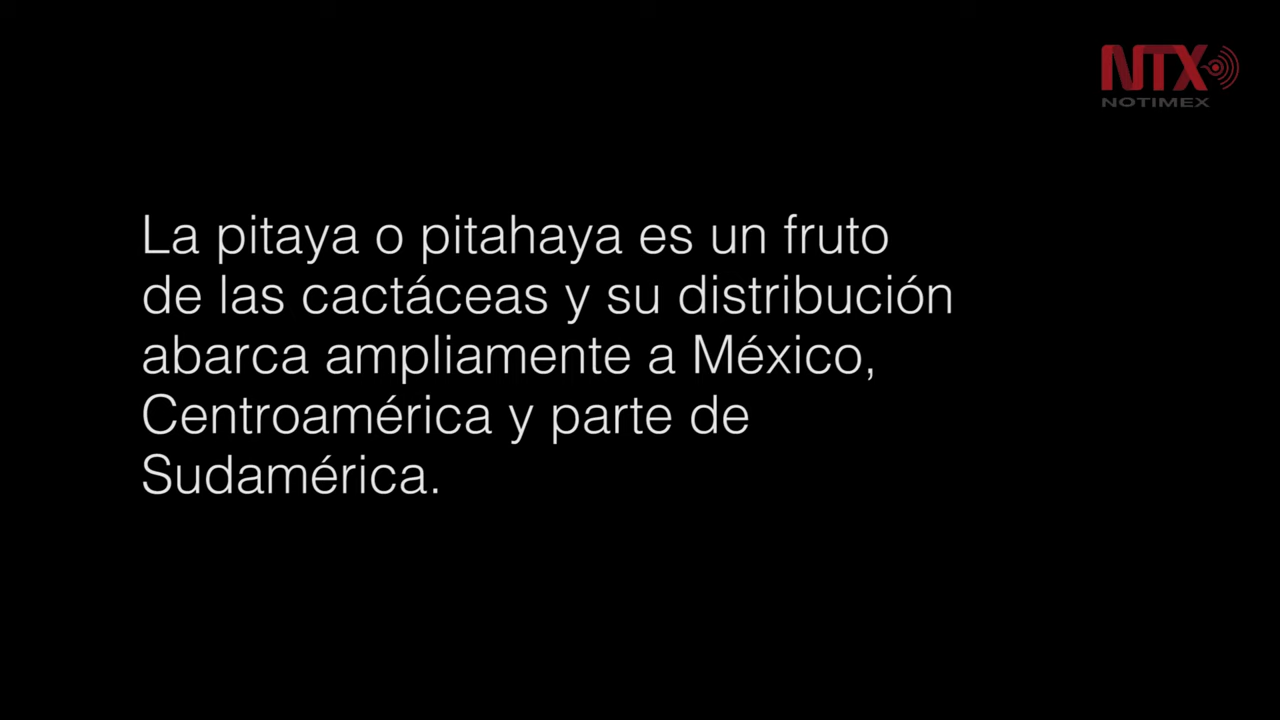 NTX
NOTIMEX
La pitaya o pitahaya es un fruto
de las cactáceas y su distribución
abarca ampliamente a México,
Centroamérica y parte de
Sudamérica.